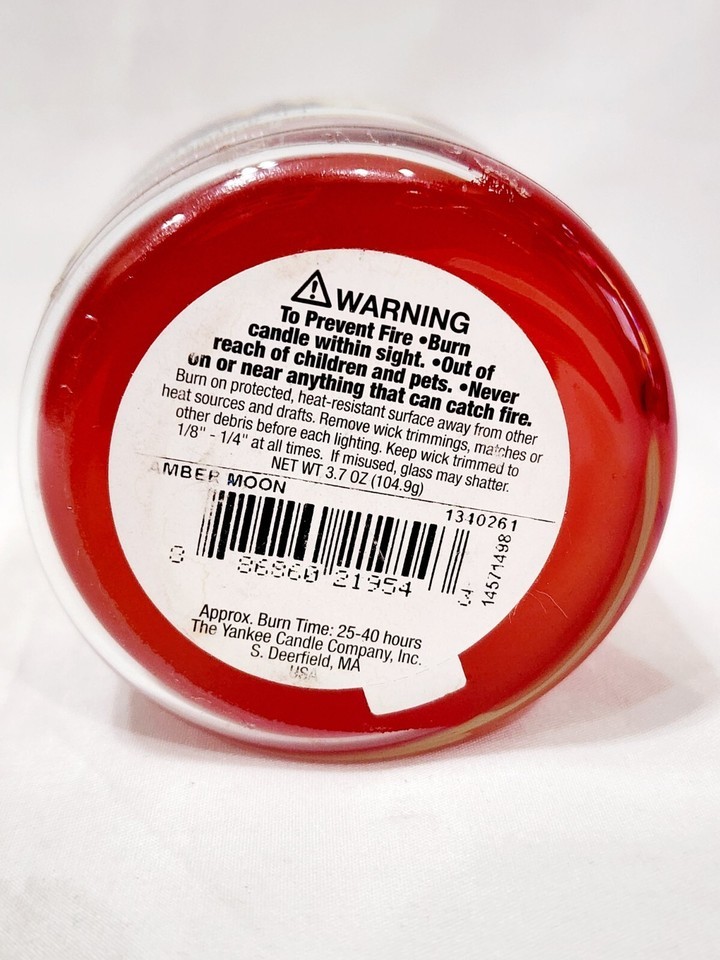 WARNING
To Prevent Fire •Burn
candle within sight. •Out of
reach of children and pets. •Never
on or near anything that can catch fire.
Burn on protected, heat-resistant surface away from other
heat sources and drafts. Remove wick trimmings, matches or
other debris before each lighting. Keep wick trimmed to
1/8" - 1/4" at all times. If misused, glass may shatter.
NET WT 3.7 OZ (104.9g)
AMBER MOON
1310261
0 86860 21954
14571498
Approx. Burn Time: 25-40 hours
The Yankee Candle Company, Inc.
S. Deerfield, MA
USA